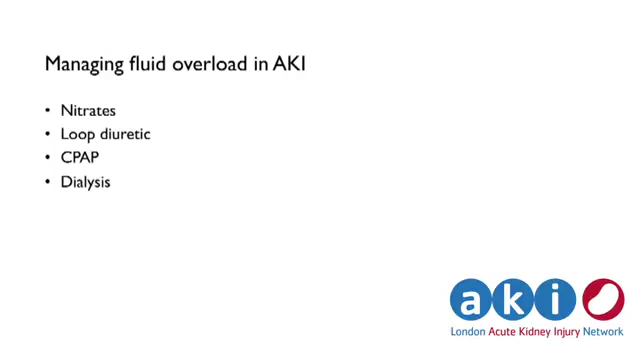 Managing fluid overload in AKI
• Nitrates
• Loop diuretic
• CPAP
• Dialysis
aki
London Acute Kidney Injury Network